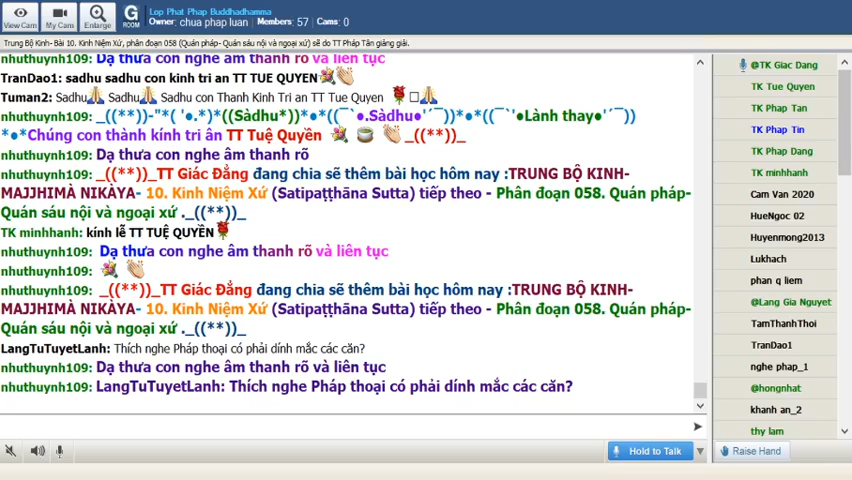 View Cam
My Cam
Enlarge
G
ROOM
Lop Phat Phap Buddhadhamma
Owner: chua phap luan Members: 57 Cams: 0
Trung Bộ Kinh- Bài 10. Kinh Niệm Xứ, phân đoạn 058 (Quán pháp- Quán sáu nội và ngoại xứ) sẽ do TT Pháp Tân giảng giải.
nhuthuynh109: Dạ thưa con nghe âm thanh rõ và liên tục
TranDao1: sadhu sadhu con kinh tri an TT TUE QUYEN
Tuman2: Sadhu Sadhu Sadhu con Thanh Kinh Tri an TT Tue Quyen
nhuthuynh109: _((**))_-"*( '●.*)*((Sàdhu*))*●*((¯`●.Sàdhu●'´¯))*●*((¯`'●Lành thay●'´¯))
*●*Chúng con thành kính tri ân TT Tuệ Quyền _((**))_
nhuthuynh109: Dạ thưa con nghe âm thanh rõ
nhuthuynh109: _((**))_TT Giác Đẳng đang chia sẽ thêm bài học hôm nay :TRUNG BỘ KINH-
MAJJHIMÀ NIKÀYA- 10. Kinh Niệm Xứ (Satipaṭṭhāna Sutta) tiếp theo - Phân đoạn 058. Quán pháp-
Quán sáu nội và ngoại xứ ._((**))_
TK minhhanh: kính lễ TT TUỆ QUYỀN
nhuthuynh109: Dạ thưa con nghe âm thanh rõ và liên tục
nhuthuynh109:
nhuthuynh109: _((**))_TT Giác Đẳng đang chia sẽ thêm bài học hôm nay :TRUNG BỘ KINH-
MAJJHIMÀ NIKÀYA- 10. Kinh Niệm Xứ (Satipaṭṭhāna Sutta) tiếp theo - Phân đoạn 058. Quán pháp-
Quán sáu nội và ngoại xứ ._((**))_
LangTuTuyetLanh: Thích nghe Pháp thoại có phải dính mắc các căn?
nhuthuynh109: Dạ thưa con nghe âm thanh rõ và liên tục
nhuthuynh109: LangTuTuyetLanh: Thích nghe Pháp thoại có phải dính mắc các căn?
Hold to Talk
@TK Giac Dang
TK Tue Quyen
TK Phap Tan
TK Phap Tin
TK Phap Dang
TK minhhanh
Cam Van 2020
HueNgoc 02
Huyenmong2013
Lukhach
phan q liem
@Lang Gia Nguyet
TamThanhThoi
TranDao1
nghe phap_1
@hongnhat
khanh an_2
thy lam
Raise Hand